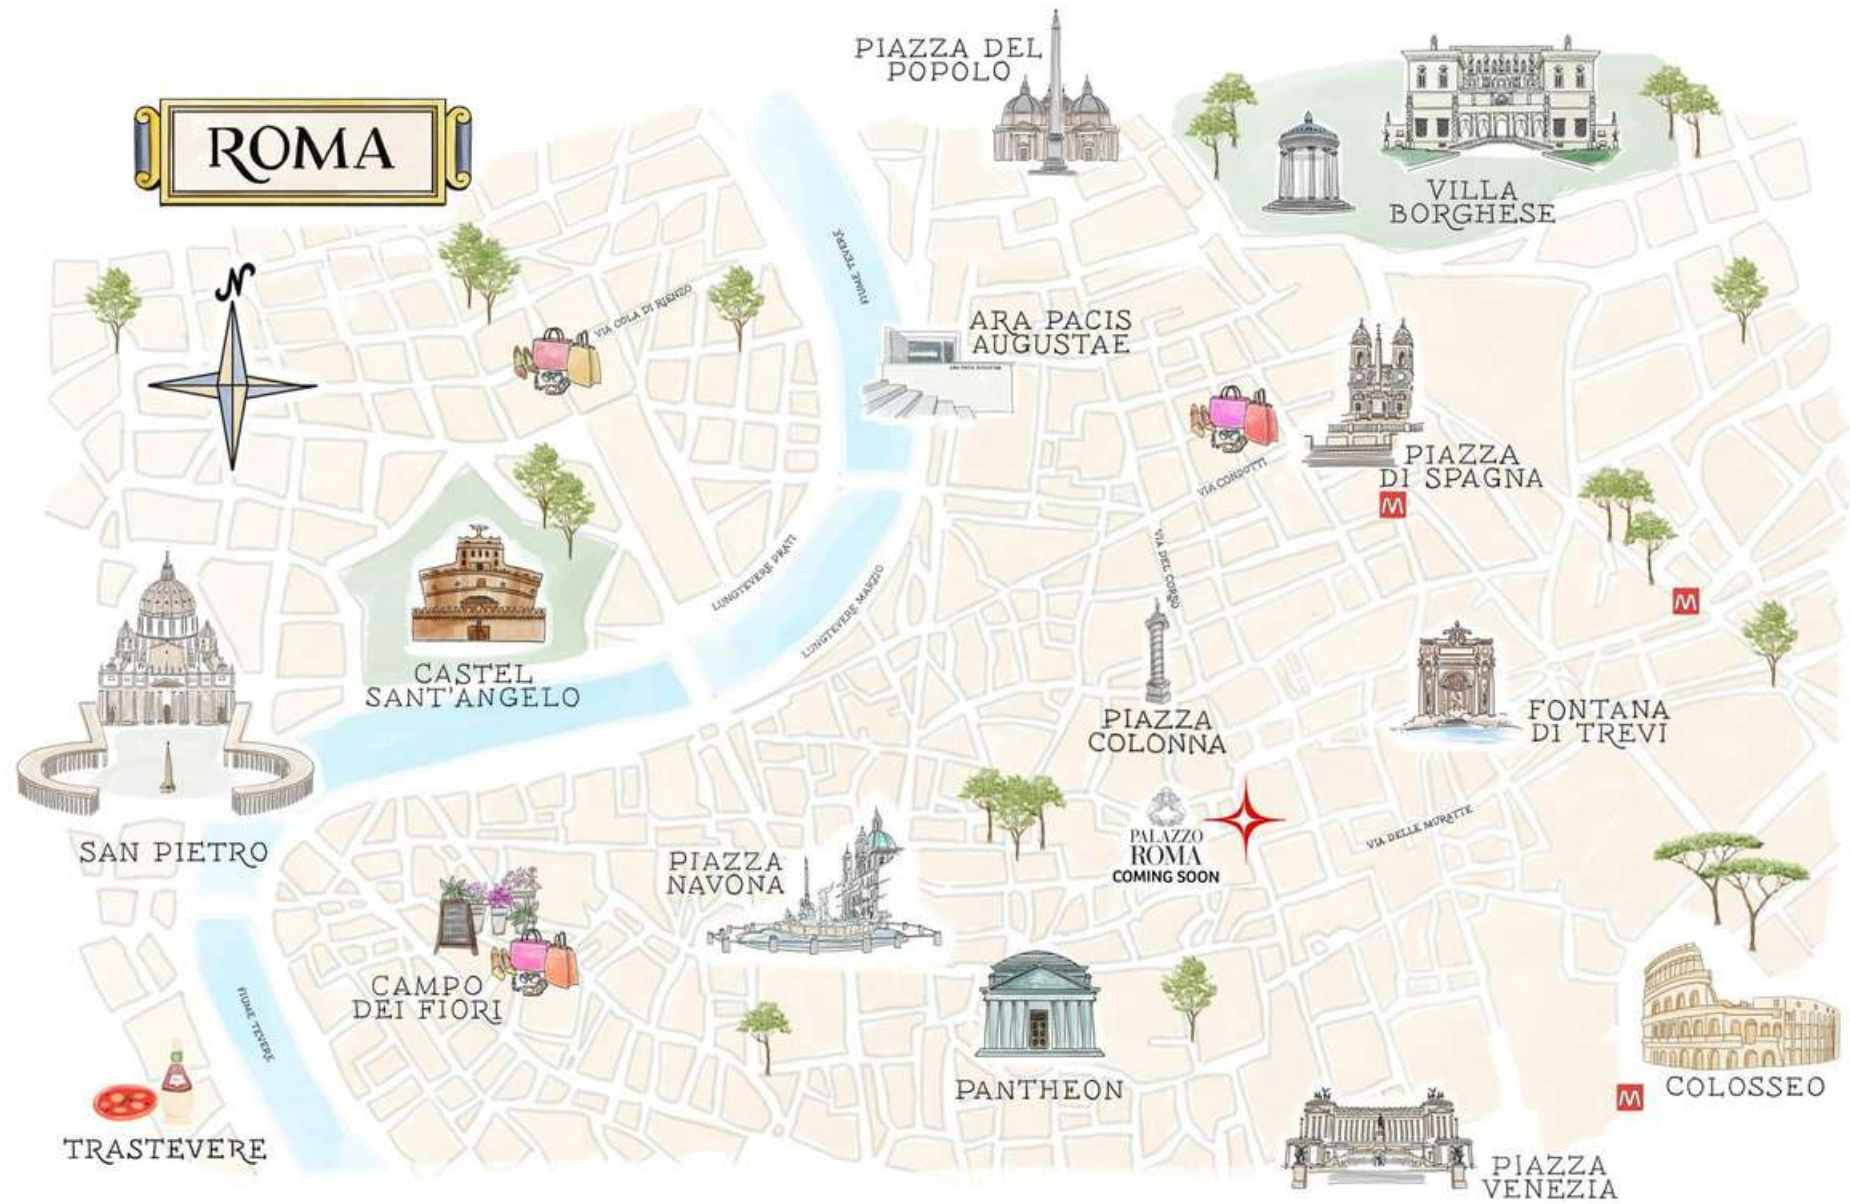 PIAZZA DEL
POPOLO
ROMA
VILLA
BORGHESE
N
FIUME TEVERE
VIA COLA DI RIENZO
ARA PACIS
AUGUSTAE
PIAZZA
DI SPAGNA
VIA CONDOTTI
M
VIA DEL CORSO
LUNGTEVERE PRATI
LUNGTEVERE MARZIO
M
CASTEL
SANT'ANGELO
PIAZZA
COLONNA
FONTANA
DI TREVI
SAN PIETRO
PIAZZA
NAVONA
PALAZZO
ROMA
COMING SOON
VIA DELLE MURATTE
CAMPO
DEI FIORI
FIUME TEVERE
PANTHEON
COLOSSEO
M
TRASTEVERE
PIAZZA
VENEZIA